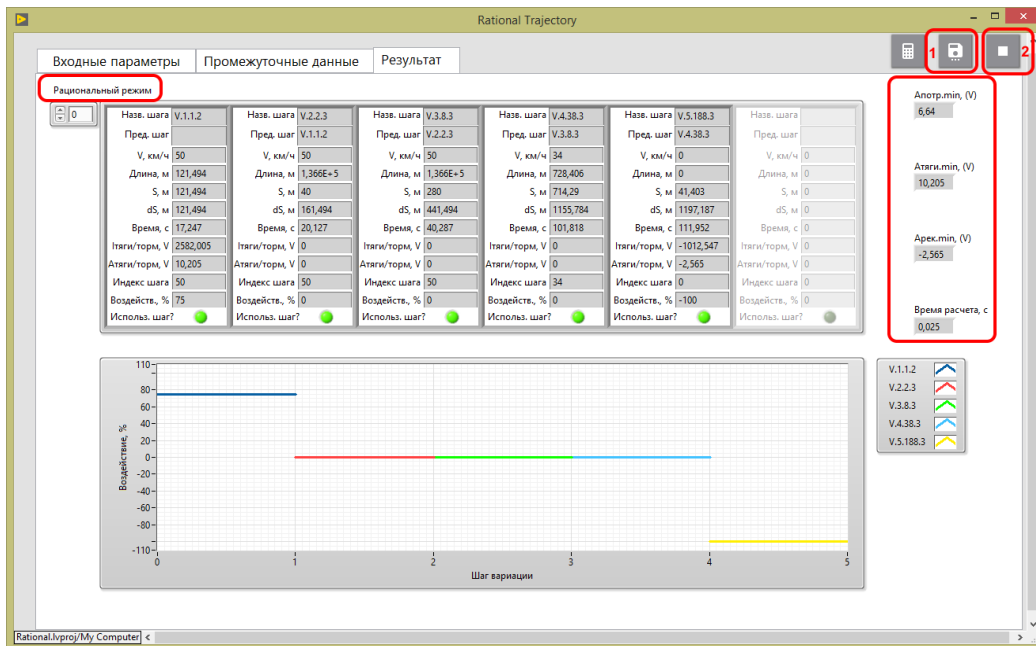 Rational Trajectory
Входные параметры Промежуточные данные Результат
1 2
Рациональный режим
0
Назв. шага V.1.1.2 Назв. шага V.2.2.3 Назв. шага V.3.8.3 Назв. шага V.4.38.3 Назв. шага V.5.188.3 Назв. шага
Пред. шаг Пред. шаг V.1.1.2 Пред. шаг V.2.2.3 Пред. шаг V.3.8.3 Пред. шаг V.4.38.3 Пред. шаг
V, км/ч 50 V, км/ч 50 V, км/ч 50 V, км/ч 34 V, км/ч 0 V, км/ч 0
Длина, м 121,494 Длина, м 1,366E+5 Длина, м 1,366E+5 Длина, м 728,406 Длина, м 0 Длина, м 0
S, м 121,494 S, м 40 S, м 280 S, м 714,29 S, м 41,403 S, м 0
dS, м 121,494 dS, м 161,494 dS, м 441,494 dS, м 1155,784 dS, м 1197,187 dS, м 0
Время, с 17,247 Время, с 20,127 Время, с 40,287 Время, с 101,818 Время, с 111,952 Время, с 0
Iтяги/торм, V 2582,005 Iтяги/торм, V 0 Iтяги/торм, V 0 Iтяги/торм, V 0 Iтяги/торм, V -1012,547 Iтяги/торм, V 0
Aтяги/торм, V 10,205 Aтяги/торм, V 0 Aтяги/торм, V 0 Aтяги/торм, V 0 Aтяги/торм, V -2,565 Aтяги/торм, V 0
Индекс шага 50 Индекс шага 50 Индекс шага 50 Индекс шага 34 Индекс шага 0 Индекс шага 0
Воздейств., % 75 Воздейств., % 0 Воздейств., % 0 Воздейств., % 0 Воздейств., % -100 Воздейств., % 0
Использ. шаг? Использ. шаг? Использ. шаг? Использ. шаг? Использ. шаг? Использ. шаг?
Aпотр.min, (V)
6,64
Aтяги.min, (V)
10,205
Aрек.min, (V)
-2,565
Время расчета, с
0,025
Воздействие, %
110
80
60
40
20
0
-20
-40
-60
-80
-110
0 1 2 3 4 5
Шаг вариации
V.1.1.2
V.2.2.3
V.3.8.3
V.4.38.3
V.5.188.3
Rational.lvproj/My Computer